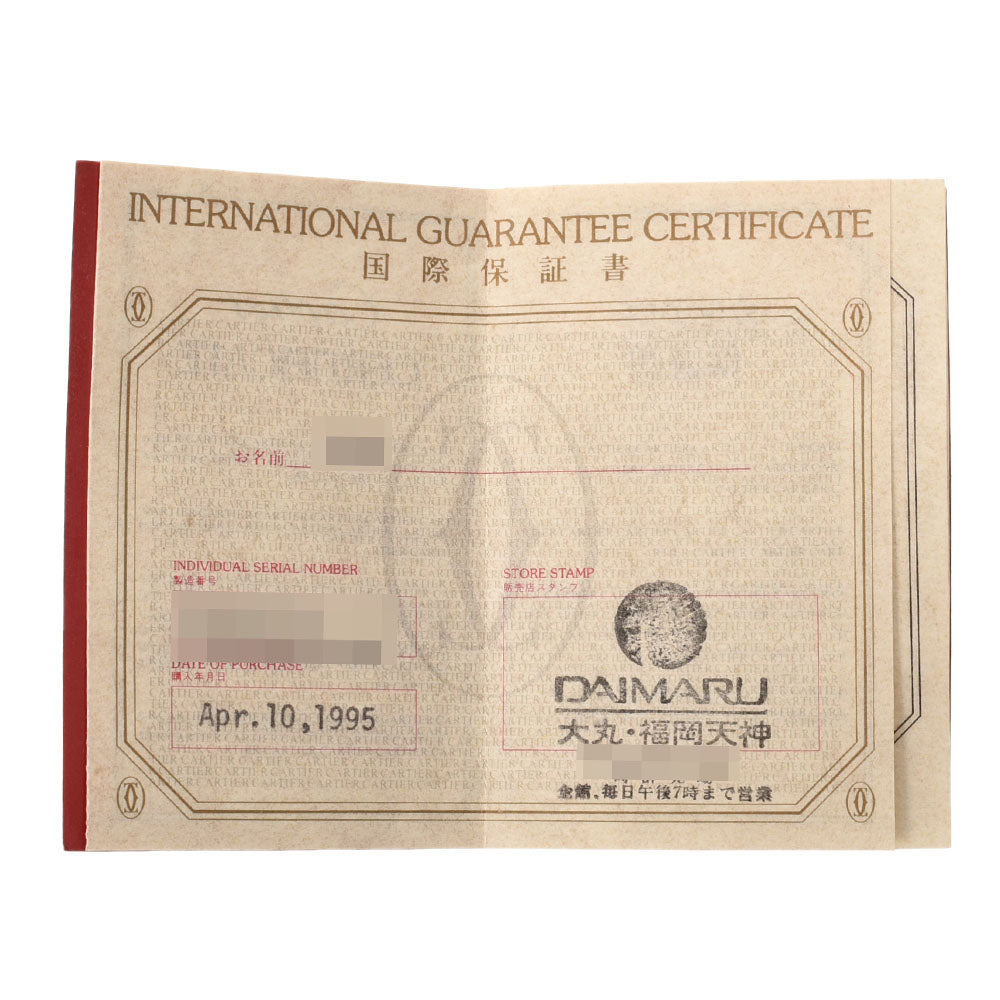 INTERNATIONAL GUARANTEE CERTIFICATE
国際保証書
お名前
INDIVIDUAL SERIAL NUMBER
製造番号
DATE OF PURCHASE
購入年月日
Apr.10,1995
STORE STAMP
販売店スタンプ
DAIMARU
大丸・福岡天神
全館、毎日午後7時まで営業